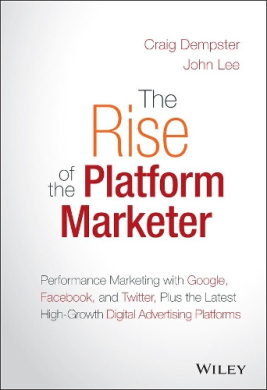 Craig Dempster
John Lee
The
Rise
of the Platform
Marketer
Performance Marketing with Google,
Facebook, and Twitter, Plus the Latest
High-Growth Digital Advertising Platforms
WILEY